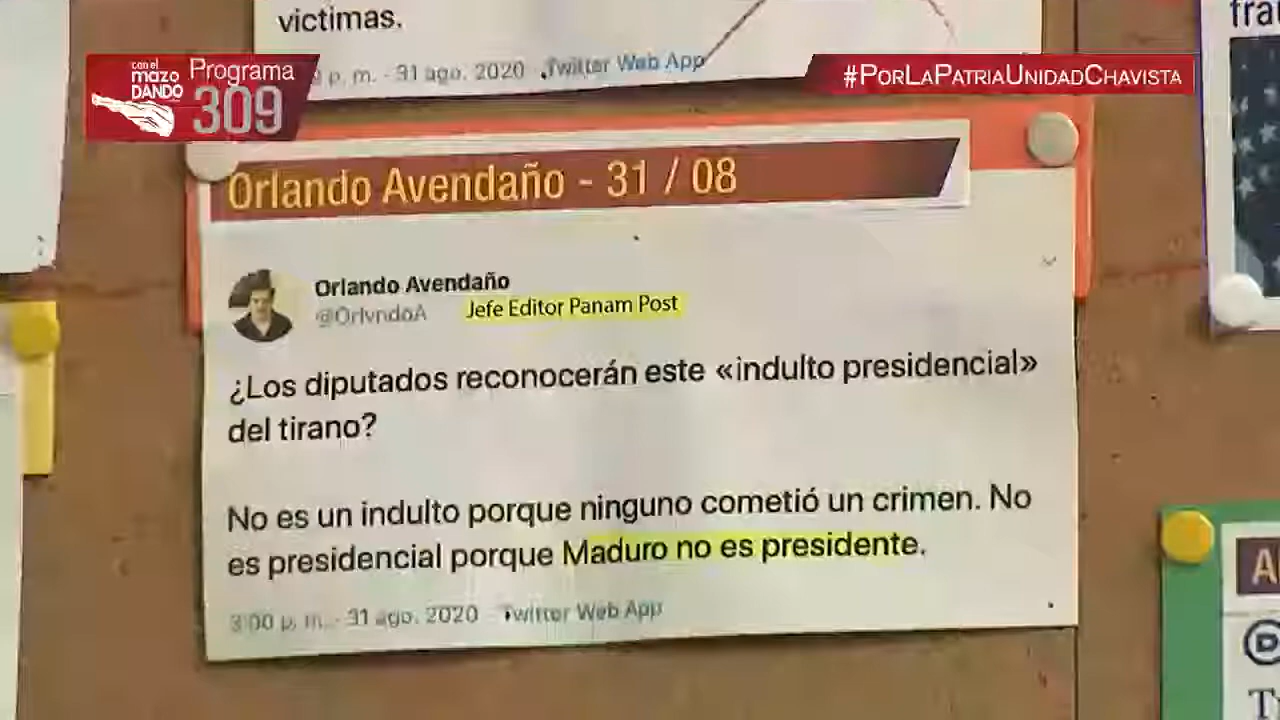 victimas.
p. m. - 31 ago. 2020 Twitter Web App
con el
mazo
DANDO
Programa
309
#PORLAPATRIAUNIDADCHAVISTA
Orlando Avendaño - 31 / 08
Orlando Avendaño
@OrlvndoA Jefe Editor Panam Post
¿Los diputados reconocerán este «indulto presidencial»
del tirano?
No es un indulto porque ninguno cometió un crimen. No
es presidencial porque Maduro no es presidente.
3:00 p. m. - 31 ago. 2020 Twitter Web App